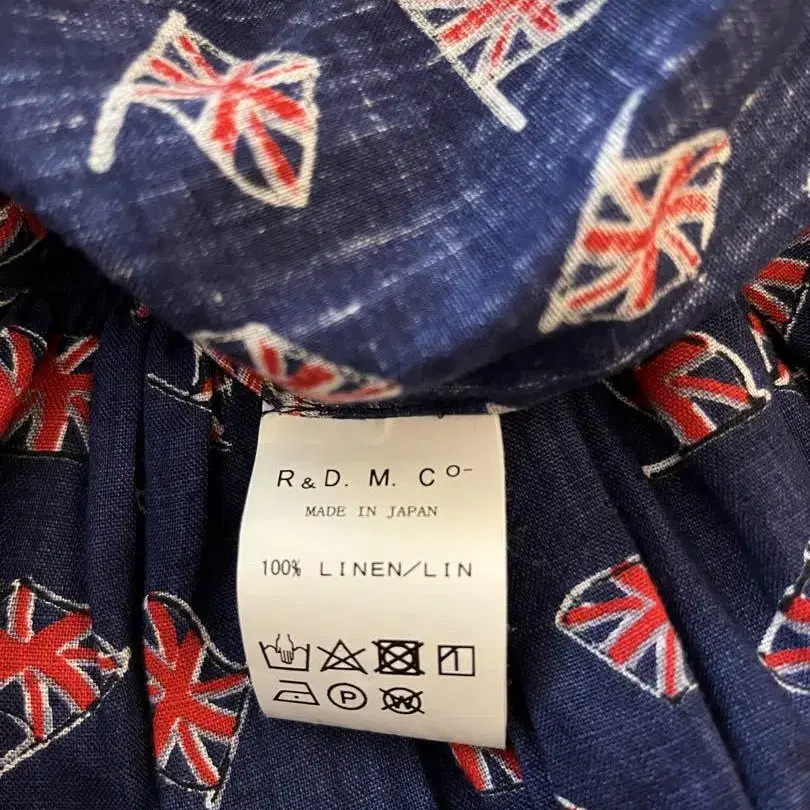 R & D. M. Co-
MADE IN JAPAN
100% LINEN/LIN
P W